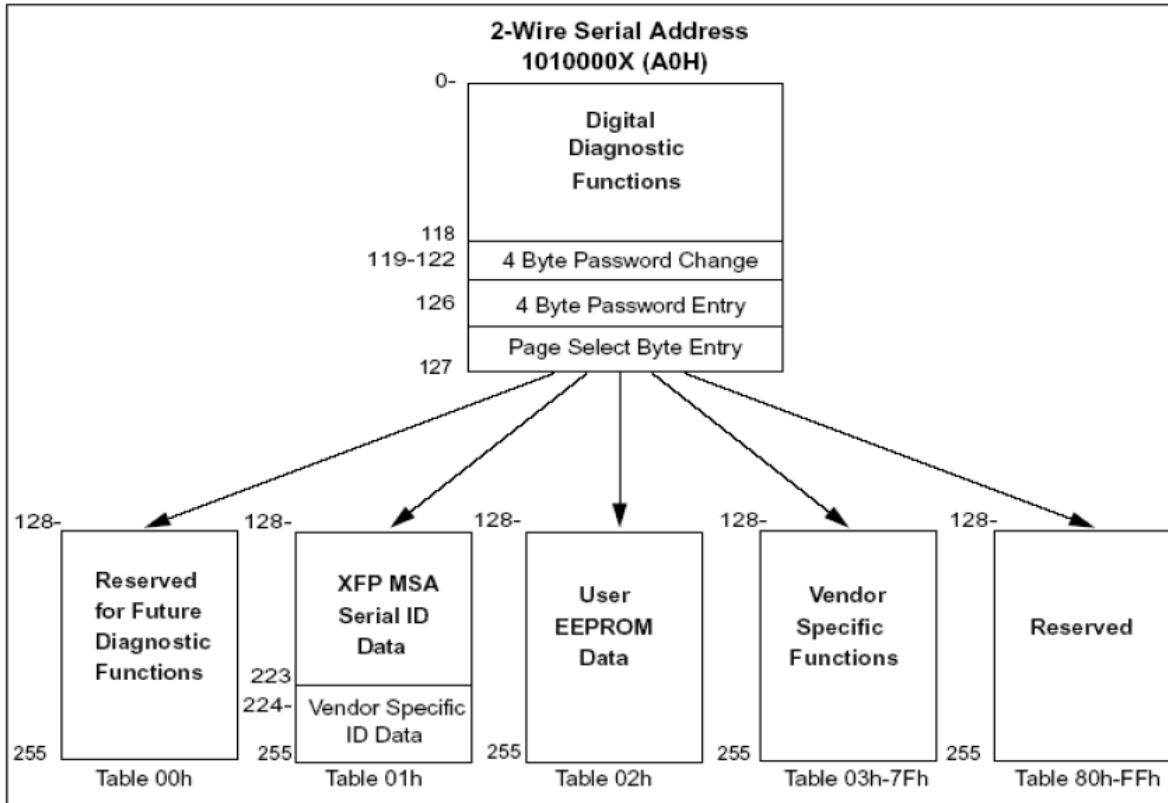 2-Wire Serial Address
1010000X (A0H)
0-
Digital
Diagnostic
Functions
118
119-122
4 Byte Password Change
126
4 Byte Password Entry
Page Select Byte Entry
127
128-
Reserved
for Future
Diagnostic
Functions
255
Table 00h
128-
XFP MSA
Serial ID
Data
223
224-
Vendor Specific
ID Data
255
Table 01h
128-
User
EEPROM
Data
255
Table 02h
128-
Vendor
Specific
Functions
255
Table 03h-7Fh
128-
Reserved
255
Table 80h-FFh